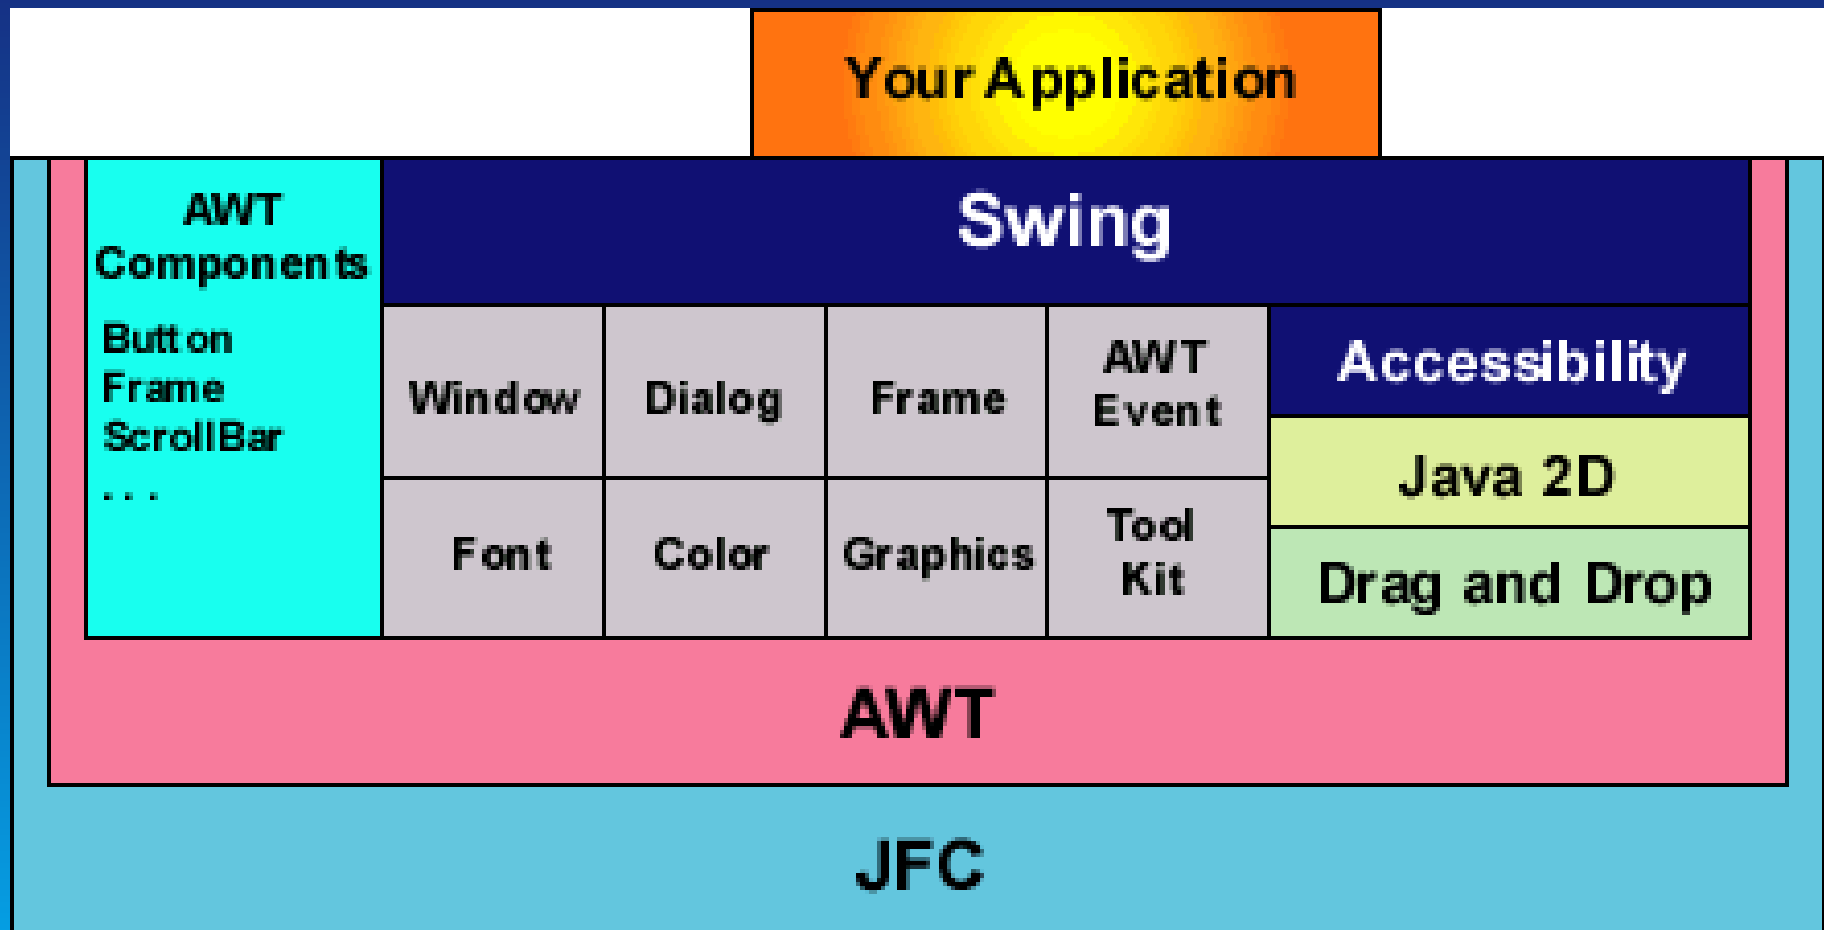 Your Application
AWT
Components
Button
Frame
ScrollBar
...
Swing
Window
Dialog
Frame
AWT
Event
Accessibility
Java 2D
Font
Color
Graphics
Tool
Kit
Drag and Drop
AWT
JFC